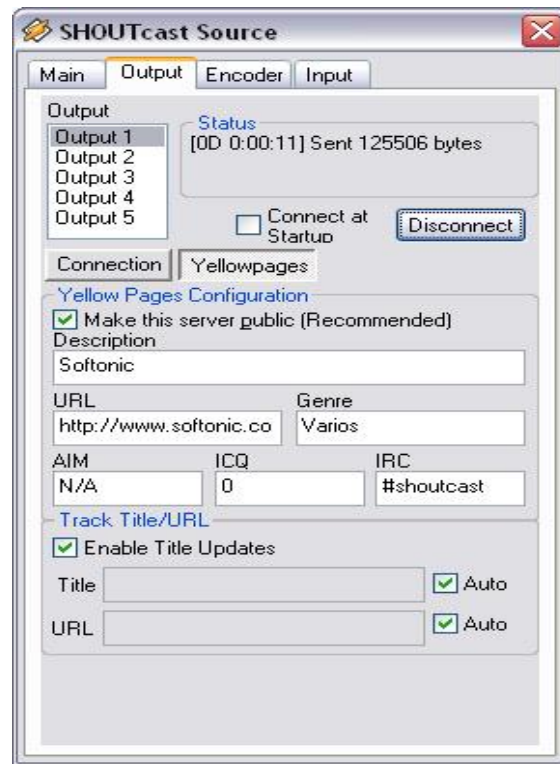 SHOUTcast Source
Main Output Encoder Input
Output
Output 1
Output 2
Output 3
Output 4
Output 5
Status
[0D 0:00:11] Sent 125506 bytes
Connect at
Startup
Disconnect
Connection Yellowpages
Yellow Pages Configuration
Make this server public (Recommended)
Description
Softonic
URL Genre
http://www.softonic.co Varios
AIM ICQ IRC
N/A 0 #shoutcast
Track Title/URL
Enable Title Updates
Title Auto
URL Auto